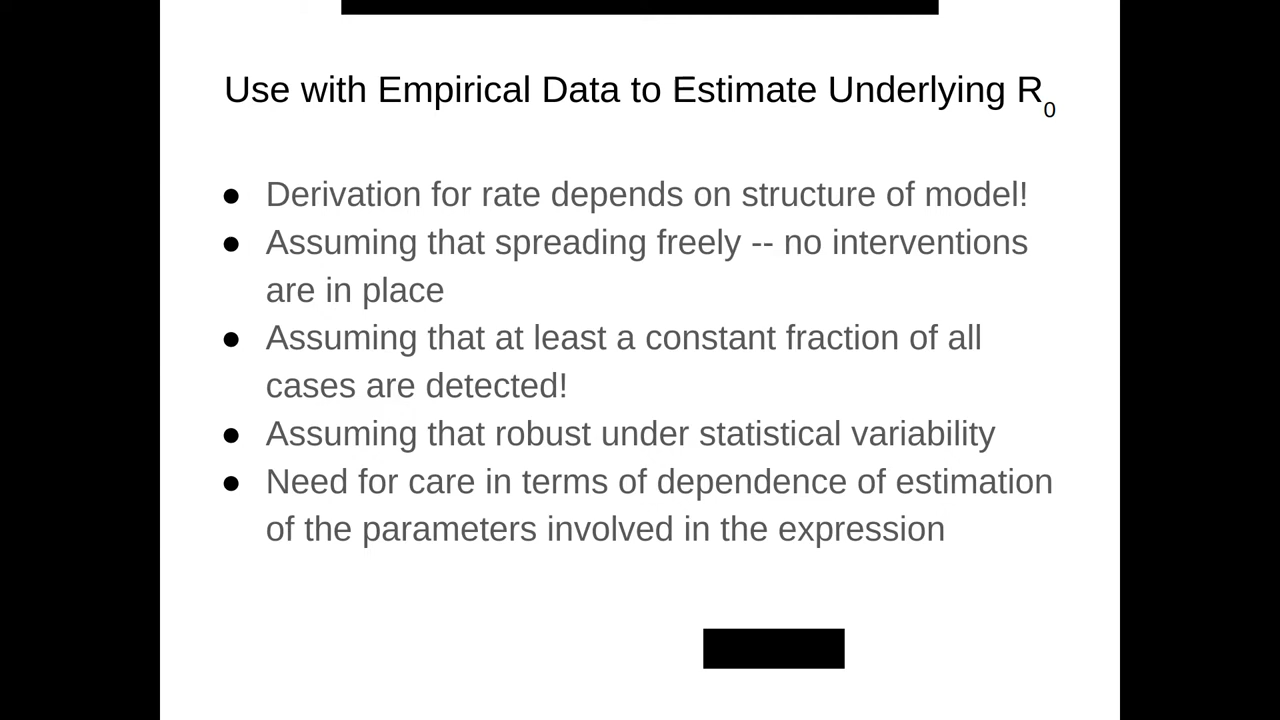 Use with Empirical Data to Estimate Underlying R₀
● Derivation for rate depends on structure of model!
● Assuming that spreading freely -- no interventions
are in place
● Assuming that at least a constant fraction of all
cases are detected!
● Assuming that robust under statistical variability
● Need for care in terms of dependence of estimation
of the parameters involved in the expression